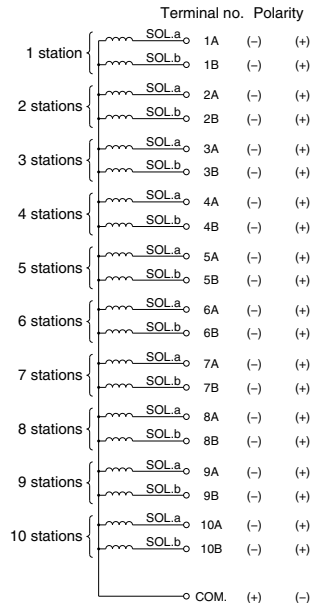 Terminal no. Polarity
1 station SOL.a 1A (−) (+)
SOL.b 1B (−) (+)
2 stations SOL.a 2A (−) (+)
SOL.b 2B (−) (+)
3 stations SOL.a 3A (−) (+)
SOL.b 3B (−) (+)
4 stations SOL.a 4A (−) (+)
SOL.b 4B (−) (+)
5 stations SOL.a 5A (−) (+)
SOL.b 5B (−) (+)
6 stations SOL.a 6A (−) (+)
SOL.b 6B (−) (+)
7 stations SOL.a 7A (−) (+)
SOL.b 7B (−) (+)
8 stations SOL.a 8A (−) (+)
SOL.b 8B (−) (+)
9 stations SOL.a 9A (−) (+)
SOL.b 9B (−) (+)
10 stations SOL.a 10A (−) (+)
SOL.b 10B (−) (+)
COM. (+) (−)